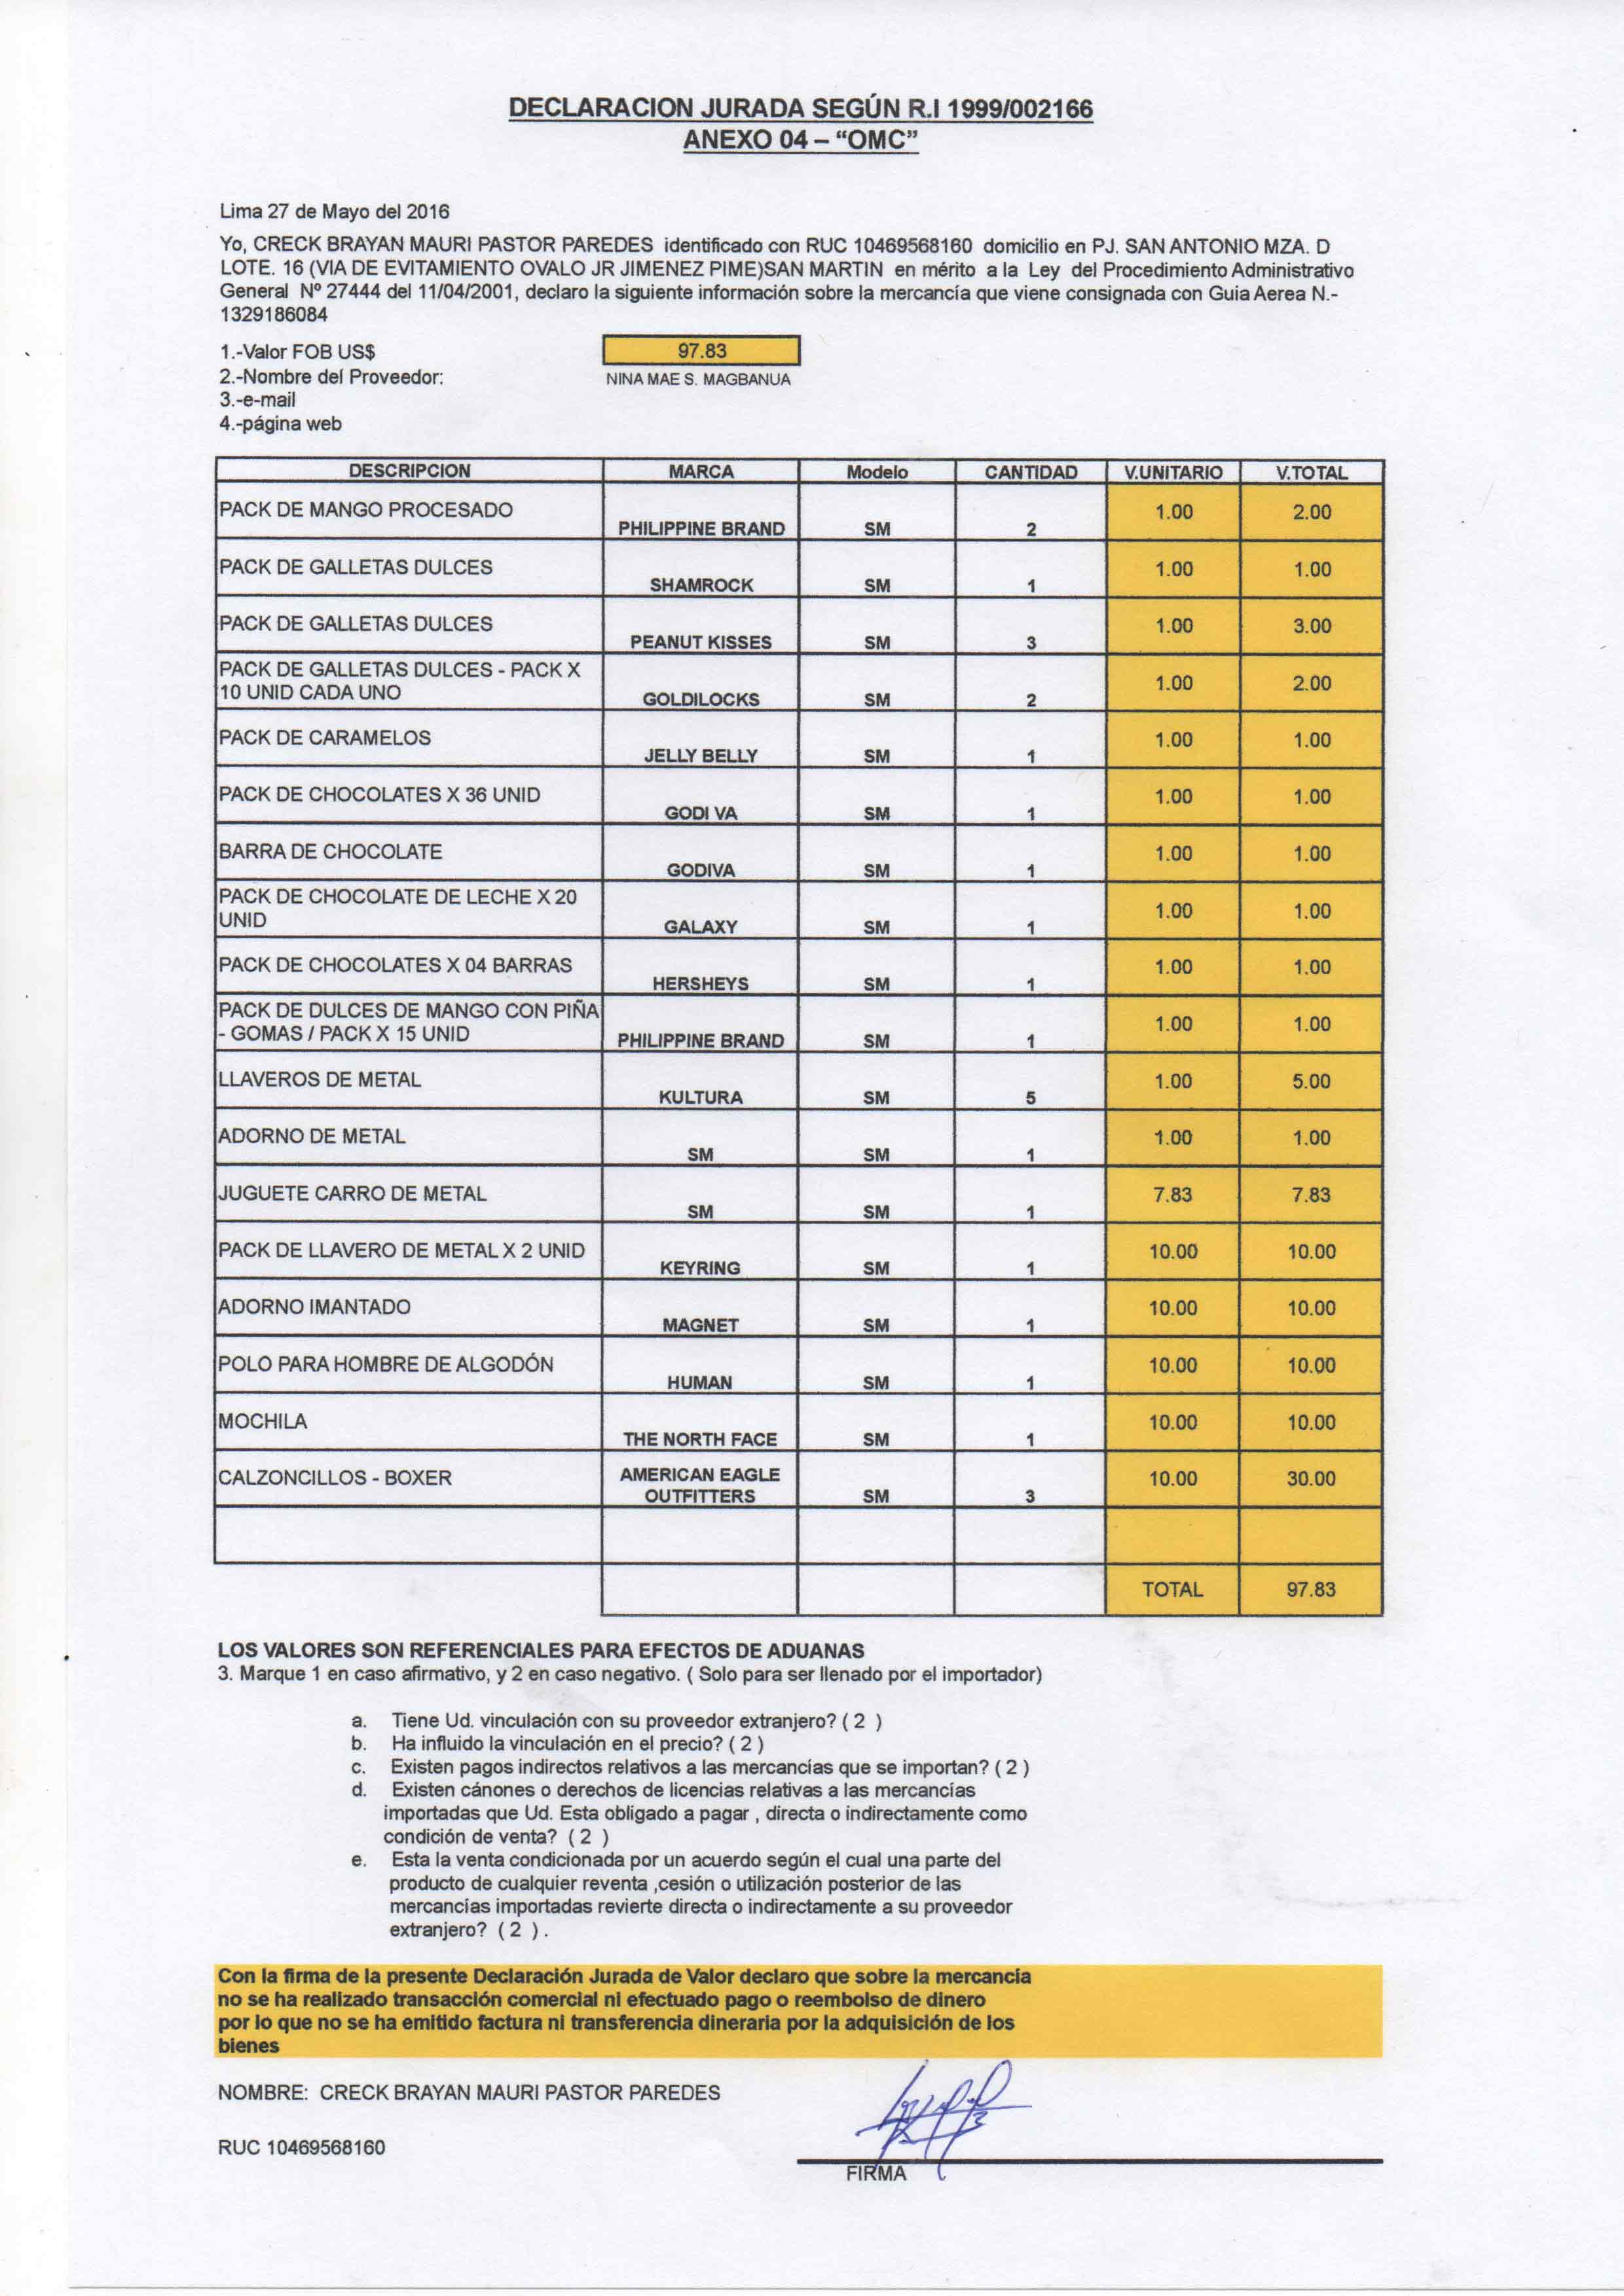 DECLARACION JURADA SEGÚN R.I 1999/002166
ANEXO 04 – “OMC”
Lima 27 de Mayo del 2016
Yo, CRECK BRAYAN MAURI PASTOR PAREDES identificado con RUC 10469568160 domicilio en PJ. SAN ANTONIO MZA. D
LOTE. 16 (VIA DE EVITAMIENTO OVALO JR JIMENEZ PIME)SAN MARTIN en mérito a la Ley del Procedimiento Administrativo
General Nº 27444 del 11/04/2001, declaro la siguiente información sobre la mercancía que viene consignada con Guia Aerea N.-
1329186084
1.-Valor FOB US$ 97.83
2.-Nombre del Proveedor: NINA MAE S. MAGBANUA
3.-e-mail
4.-página web
DESCRIPCION MARCA Modelo CANTIDAD V.UNITARIO V.TOTAL
PACK DE MANGO PROCESADO PHILIPPINE BRAND SM 2 1.00 2.00
PACK DE GALLETAS DULCES SHAMROCK SM 1 1.00 1.00
PACK DE GALLETAS DULCES PEANUT KISSES SM 3 1.00 3.00
PACK DE GALLETAS DULCES - PACK X
10 UNID CADA UNO GOLDILOCKS SM 2 1.00 2.00
PACK DE CARAMELOS JELLY BELLY SM 1 1.00 1.00
PACK DE CHOCOLATES X 36 UNID GODI VA SM 1 1.00 1.00
BARRA DE CHOCOLATE GODIVA SM 1 1.00 1.00
PACK DE CHOCOLATE DE LECHE X 20
UNID GALAXY SM 1 1.00 1.00
PACK DE CHOCOLATES X 04 BARRAS HERSHEYS SM 1 1.00 1.00
PACK DE DULCES DE MANGO CON PIÑA
- GOMAS / PACK X 15 UNID PHILIPPINE BRAND SM 1 1.00 1.00
LLAVEROS DE METAL KULTURA SM 5 1.00 5.00
ADORNO DE METAL SM SM 1 1.00 1.00
JUGUETE CARRO DE METAL SM SM 1 7.83 7.83
PACK DE LLAVERO DE METAL X 2 UNID KEYRING SM 1 10.00 10.00
ADORNO IMANTADO MAGNET SM 1 10.00 10.00
POLO PARA HOMBRE DE ALGODÓN HUMAN SM 1 10.00 10.00
MOCHILA THE NORTH FACE SM 1 10.00 10.00
CALZONCILLOS - BOXER AMERICAN EAGLE
OUTFITTERS SM 3 10.00 30.00
TOTAL 97.83
LOS VALORES SON REFERENCIALES PARA EFECTOS DE ADUANAS
3. Marque 1 en caso afirmativo, y 2 en caso negativo. ( Solo para ser llenado por el importador)
a. Tiene Ud. vinculación con su proveedor extranjero? ( 2 )
b. Ha influido la vinculación en el precio? ( 2 )
c. Existen pagos indirectos relativos a las mercancías que se importan? ( 2 )
d. Existen cánones o derechos de licencias relativas a las mercancías
importadas que Ud. Esta obligado a pagar , directa o indirectamente como
condición de venta? ( 2 )
e. Esta la venta condicionada por un acuerdo según el cual una parte del
producto de cualquier reventa ,cesión o utilización posterior de las
mercancías importadas revierte directa o indirectamente a su proveedor
extranjero? ( 2 ) .
Con la firma de la presente Declaración Jurada de Valor declaro que sobre la mercancía
no se ha realizado transacción comercial ni efectuado pago o reembolso de dinero
por lo que no se ha emitido factura ni transferencia dineraria por la adquisición de los
bienes
NOMBRE: CRECK BRAYAN MAURI PASTOR PAREDES
RUC 10469568160
FIRMA